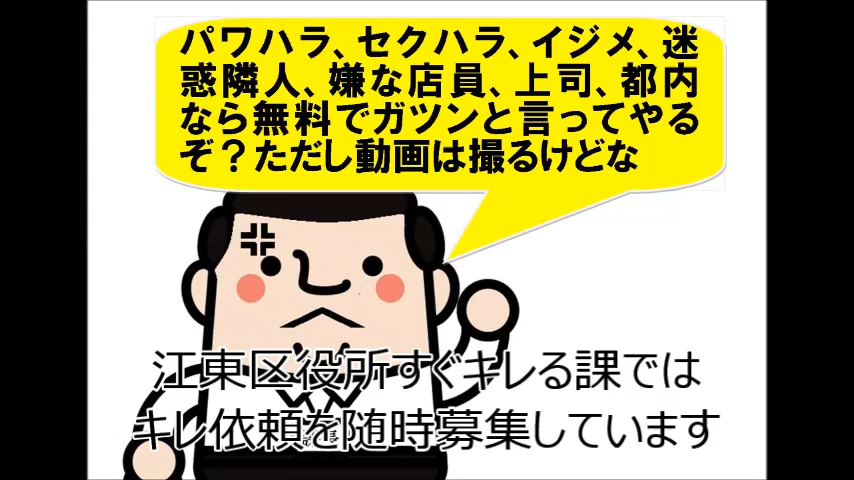 パワハラ、セクハラ、イジメ、迷
惑隣人、嫌な店員、上司、都内
なら無料でガツンと言ってやる
ぞ？ただし動画は撮るけどな
江東区役所すぐキレる課では
キレ依頼を随時募集しています